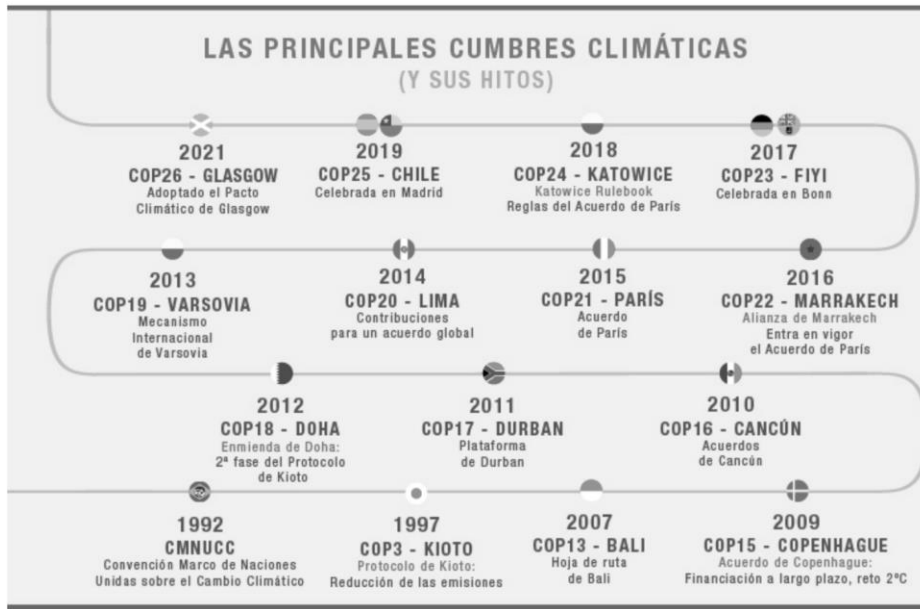 LAS PRINCIPALES CUMBRES CLIMÁTICAS
(Y SUS HITOS)
2021
COP26 - GLASGOW
Adoptado el Pacto
Climático de Glasgow
2019
COP25 - CHILE
Celebrada en Madrid
2018
COP24 - KATOWICE
Katowice Rulebook
Reglas del Acuerdo de París
2017
COP23 - FIYI
Celebrada en Bonn
2013
COP19 - VARSOVIA
Mecanismo
Internacional
de Varsovia
2014
COP20 - LIMA
Contribuciones
para un acuerdo global
2015
COP21 - PARÍS
Acuerdo
de París
2016
COP22 - MARRAKECH
Alianza de Marrakech
Entra en vigor
el Acuerdo de París
2012
COP18 - DOHA
Enmienda de Doha:
2ª fase del Protocolo
de Kioto
2011
COP17 - DURBAN
Plataforma
de Durban
2010
COP16 - CANCÚN
Acuerdos
de Cancún
1992
CMNUCC
Convención Marco de Naciones
Unidas sobre el Cambio Climático
1997
COP3 - KIOTO
Protocolo de Kioto:
Reducción de las emisiones
2007
COP13 - BALI
Hoja de ruta
de Bali
2009
COP15 - COPENHAGUE
Acuerdo de Copenhague:
Financiación a largo plazo, reto 2ºC